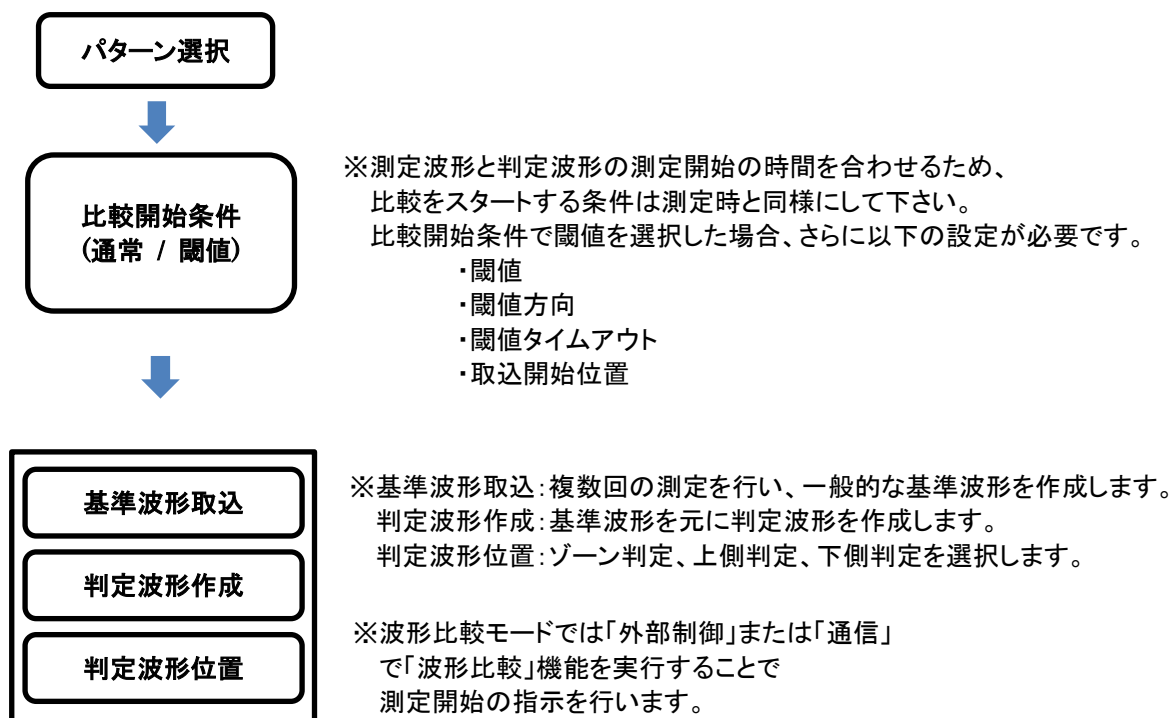 パターン選択
比較開始条件
(通常 / 閾値)
※測定波形と判定波形の測定開始の時間を合わせるため、
比較をスタートする条件は測定時と同様にして下さい。
比較開始条件で閾値を選択した場合、さらに以下の設定が必要です。
・閾値
・閾値方向
・閾値タイムアウト
・取込開始位置
基準波形取込
判定波形作成
判定波形位置
※基準波形取込：複数回の測定を行い、一般的な基準波形を作成します。
判定波形作成：基準波形を元に判定波形を作成します。
判定波形位置：ゾーン判定、上側判定、下側判定を選択します。
※波形比較モードでは「外部制御」または「通信」
で「波形比較」機能を実行することで
測定開始の指示を行います。